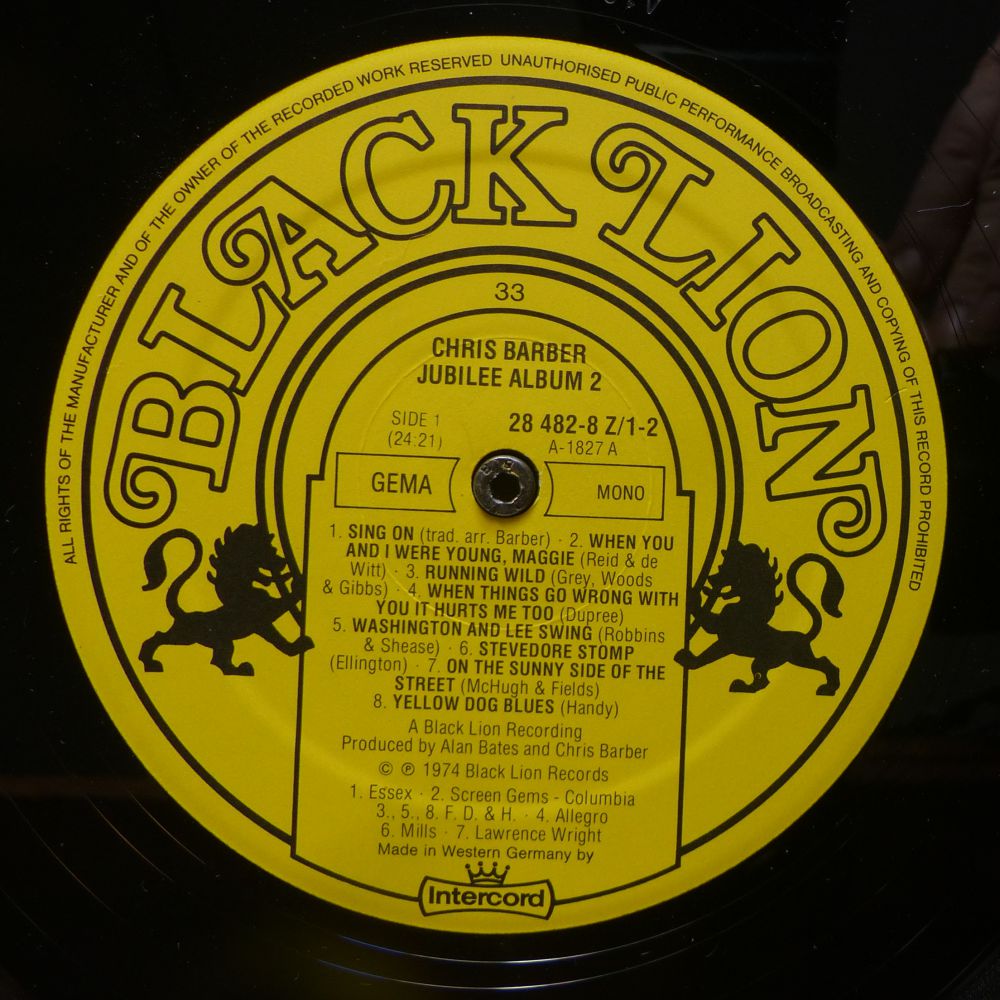 ALL RIGHTS OF THE MANUFACTURER AND OF THE OWNER OF THE RECORDED WORK RESERVED UNAUTHORISED PUBLIC PERFORMANCE BROADCASTING AND COPYING OF THIS RECORD PROHIBITED
BLACK LION
33
CHRIS BARBER
JUBILEE ALBUM 2
SIDE 1 28 482-8 Z/1-2
(24:21) A-1827 A
GEMA MONO
1. SING ON (trad. arr. Barber) · 2. WHEN YOU
AND I WERE YOUNG, MAGGIE (Reid & de
Witt) · 3. RUNNING WILD (Grey, Woods
& Gibbs) · 4. WHEN THINGS GO WRONG WITH
YOU IT HURTS ME TOO (Dupree)
5. WASHINGTON AND LEE SWING (Robbins
& Shease) · 6. STEVEDORE STOMP
(Ellington) · 7. ON THE SUNNY SIDE OF THE
STREET (McHugh & Fields)
8. YELLOW DOG BLUES (Handy)
A Black Lion Recording
Produced by Alan Bates and Chris Barber
© ℗ 1974 Black Lion Records
1. Essex · 2. Screen Gems - Columbia
3., 5., 8. F. D. & H. · 4. Allegro
6. Mills · 7. Lawrence Wright
Made in Western Germany by
Intercord